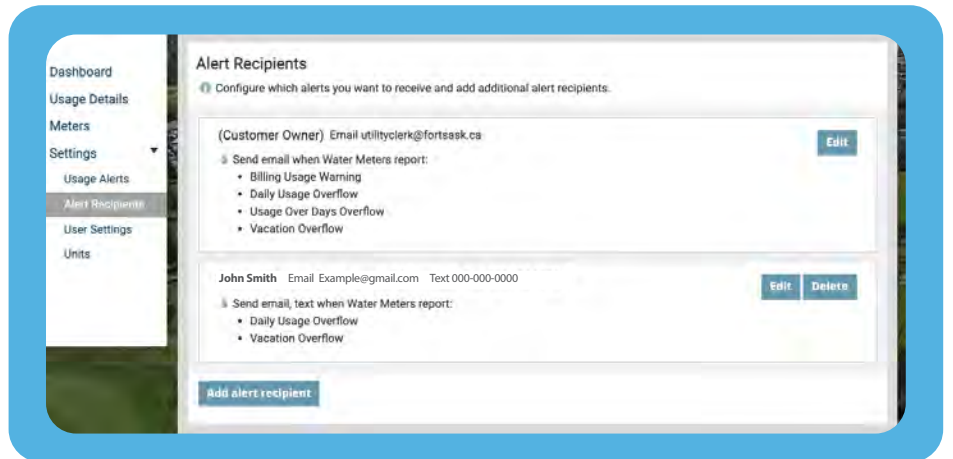 Dashboard
Usage Details
Meters
Settings
Usage Alerts
Alert Recipients
User Settings
Units
Alert Recipients
Configure which alerts you want to receive and add additional alert recipients.
(Customer Owner) Email utilityclerk@fortsask.ca
Edit
Send email when Water Meters report:
• Billing Usage Warning
• Daily Usage Overflow
• Usage Over Days Overflow
• Vacation Overflow
John Smith Email Example@gmail.com Text 000-000-0000
Edit Delete
Send email, text when Water Meters report:
• Daily Usage Overflow
• Vacation Overflow
Add alert recipient